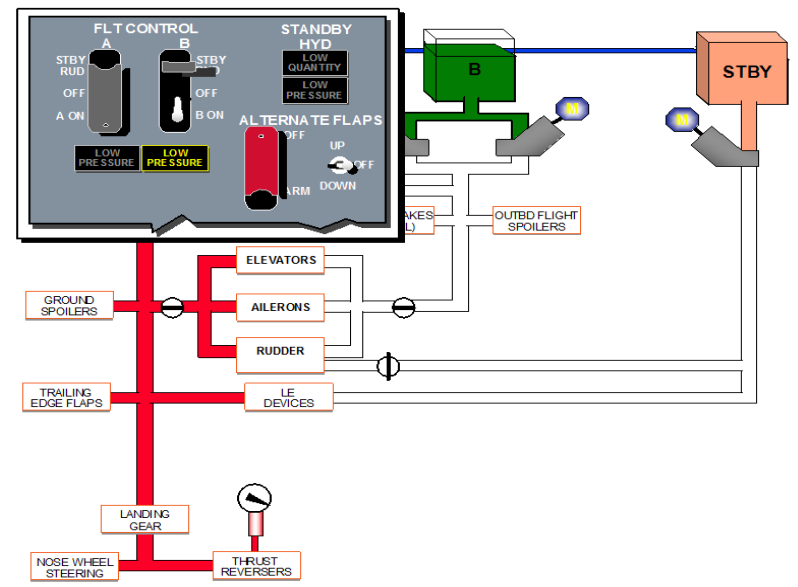 FLT CONTROL
A
B
STBY
RUD
OFF
A ON
STBY
OFF
B ON
LOW
PRESSURE
LOW
PRESSURE
STANDBY
HYD
LOW
QUANTITY
LOW
PRESSURE
ALTERNATE FLAPS
OFF
ARM
UP
OFF
DOWN
B
STBY
M
M
AKES
L)
OUTBD FLIGHT
SPOILERS
ELEVATORS
GROUND
SPOILERS
AILERONS
RUDDER
TRAILING
EDGE FLAPS
LE
DEVICES
LANDING
GEAR
NOSE WHEEL
STEERING
THRUST
REVERSERS